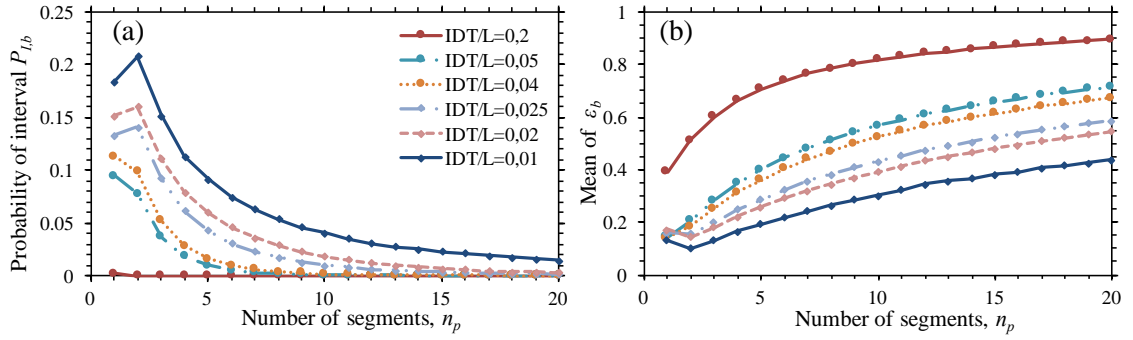 (a)
Probability of interval P_{I,b}
0.25
0.2
0.15
0.1
0.05
0
0 5 10 15 20
Number of segments, n_p
IDT/L=0,2
IDT/L=0,05
IDT/L=0,04
IDT/L=0,025
IDT/L=0,02
IDT/L=0,01
(b)
Mean of ε_b
1
0.8
0.6
0.4
0.2
0
0 5 10 15 20
Number of segments, n_p